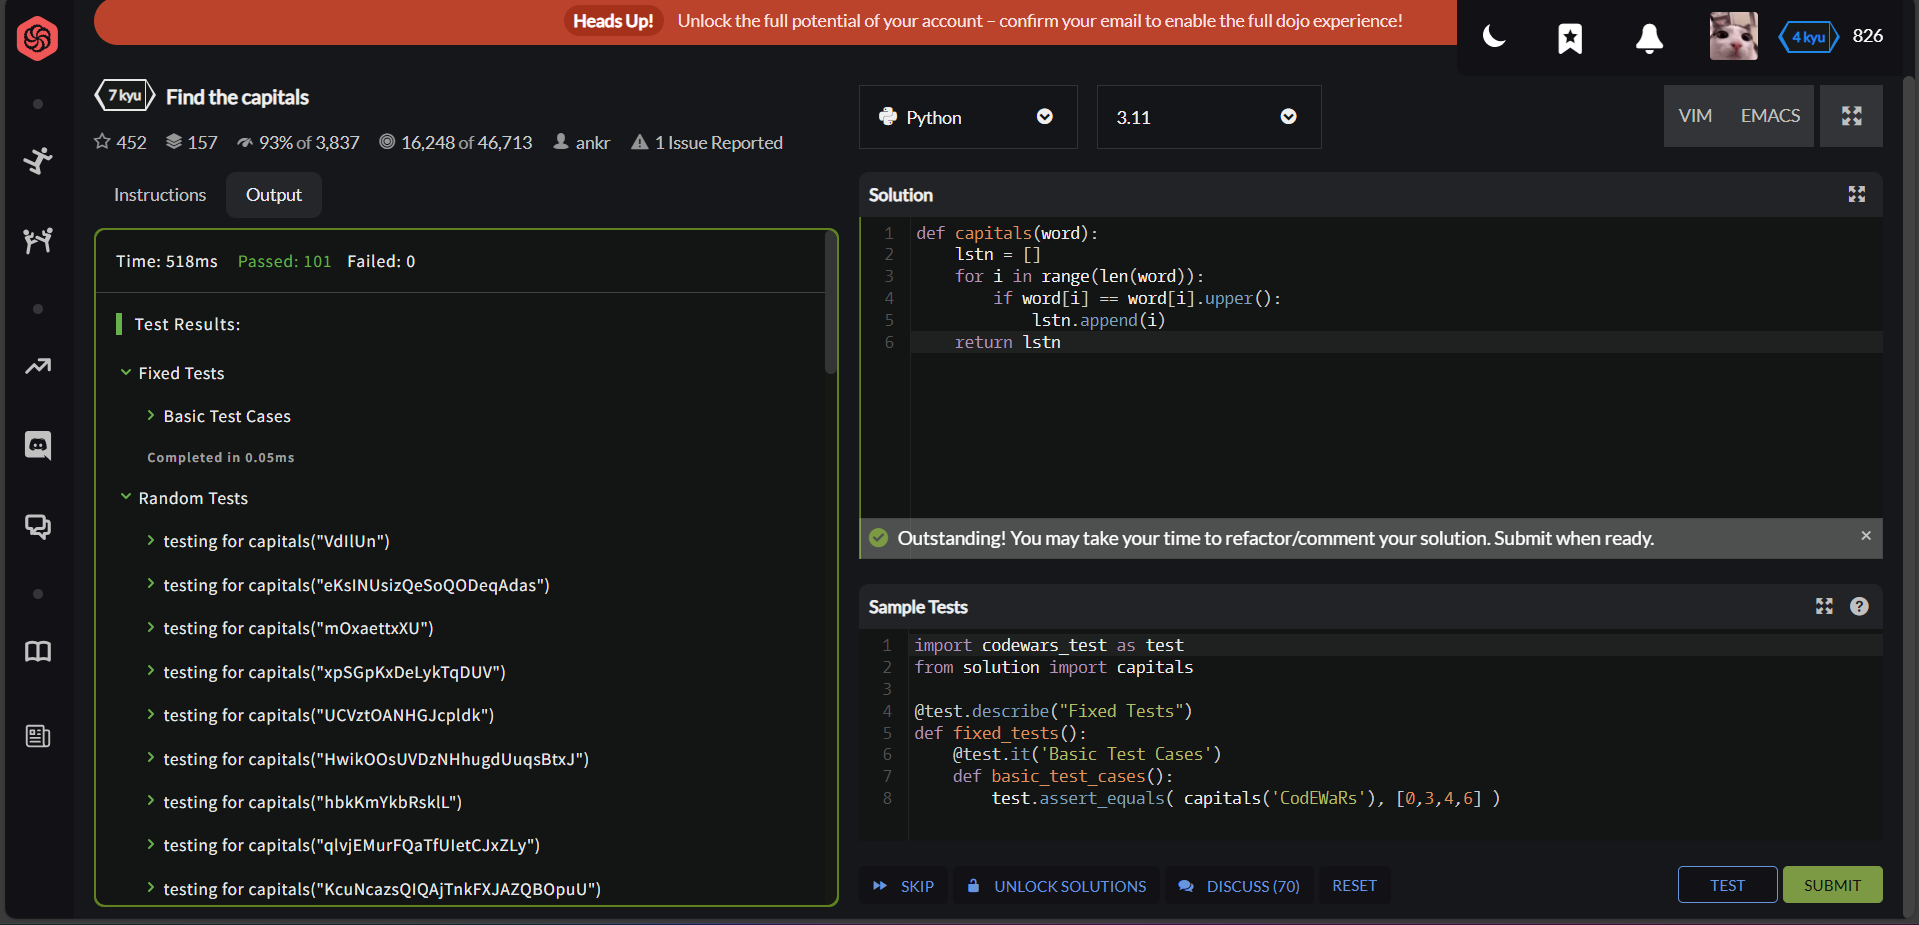 Heads Up! Unlock the full potential of your account – confirm your email to enable the full dojo experience!
4 kyu 826
7 kyu Find the capitals
452 157 93% of 3,837 16,248 of 46,713 ankr 1 Issue Reported
Python
3.11
VIM EMACS
Instructions Output
Time: 518ms Passed: 101 Failed: 0
Test Results:
Fixed Tests
Basic Test Cases
Completed in 0.05ms
Random Tests
testing for capitals("VdIlUn")
testing for capitals("eKsINUsizQeSoQODeqAdas")
testing for capitals("mOxaettxXU")
testing for capitals("xpSGpKxDeLykTqDUV")
testing for capitals("UCVztOANHGJcpldk")
testing for capitals("HwikOOsUVDzNHhugdUuqsBtxJ")
testing for capitals("hbkKmYkbRsklL")
testing for capitals("qlvjEMurFQaTfUIetCJxZLy")
testing for capitals("KcuNcazsQIQAjTnkFXJAZQBOpuU")
Solution
1 def capitals(word):
2 lstn = []
3 for i in range(len(word)):
4 if word[i] == word[i].upper():
5 lstn.append(i)
6 return lstn
Outstanding! You may take your time to refactor/comment your solution. Submit when ready. ×
Sample Tests ?
1 import codewars_test as test
2 from solution import capitals
3
4 @test.describe("Fixed Tests")
5 def fixed_tests():
6 @test.it('Basic Test Cases')
7 def basic_test_cases():
8 test.assert_equals( capitals('CodEWaRs'), [0,3,4,6] )
SKIP UNLOCK SOLUTIONS DISCUSS (70) RESET TEST SUBMIT